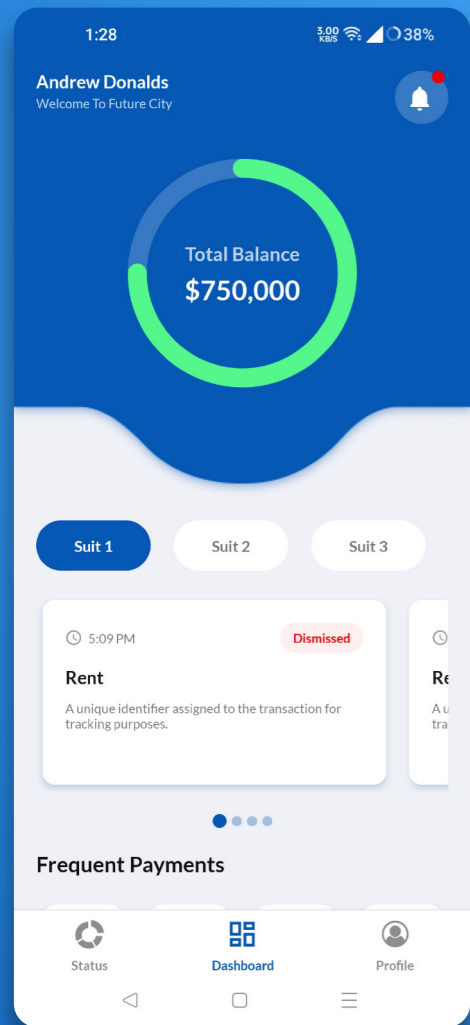 1:28
3.00
KB/S
38%
Andrew Donalds
Welcome To Future City
Total Balance
$750,000
Suit 1
Suit 2
Suit 3
5:09 PM
Dismissed
Rent
A unique identifier assigned to the transaction for
tracking purposes.
Re
A u
tra
Frequent Payments
Status
Dashboard
Profile